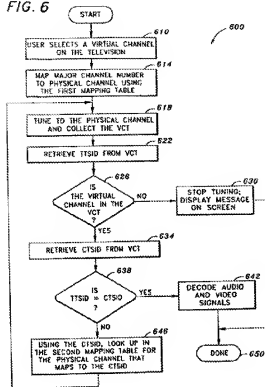 FIG. 6
START
600
610
USER SELECTS A VIRTUAL CHANNEL
ON THE TELEVISION
614
MAP MAJOR CHANNEL NUMBER
TO PHYSICAL CHANNEL USING
THE FIRST MAPPING TABLE
618
TUNE TO THE PHYSICAL CHANNEL
AND COLLECT THE VCT
622
RETRIEVE TTSID FROM VCT
626
IS
THE VIRTUAL
CHANNEL IN THE
VCT
?
NO
630
STOP TUNING;
DISPLAY MESSAGE
ON SCREEN
YES
634
RETRIEVE CTSID FROM VCT
638
IS
TTSID = CTSID
?
YES
642
DECODE AUDIO
AND VIDEO
SIGNALS
NO
646
USING THE CTSID, LOOK UP IN
THE SECOND MAPPING TABLE FOR
THE PHYSICAL CHANNEL THAT
MAPS TO THE CTSID
DONE
650